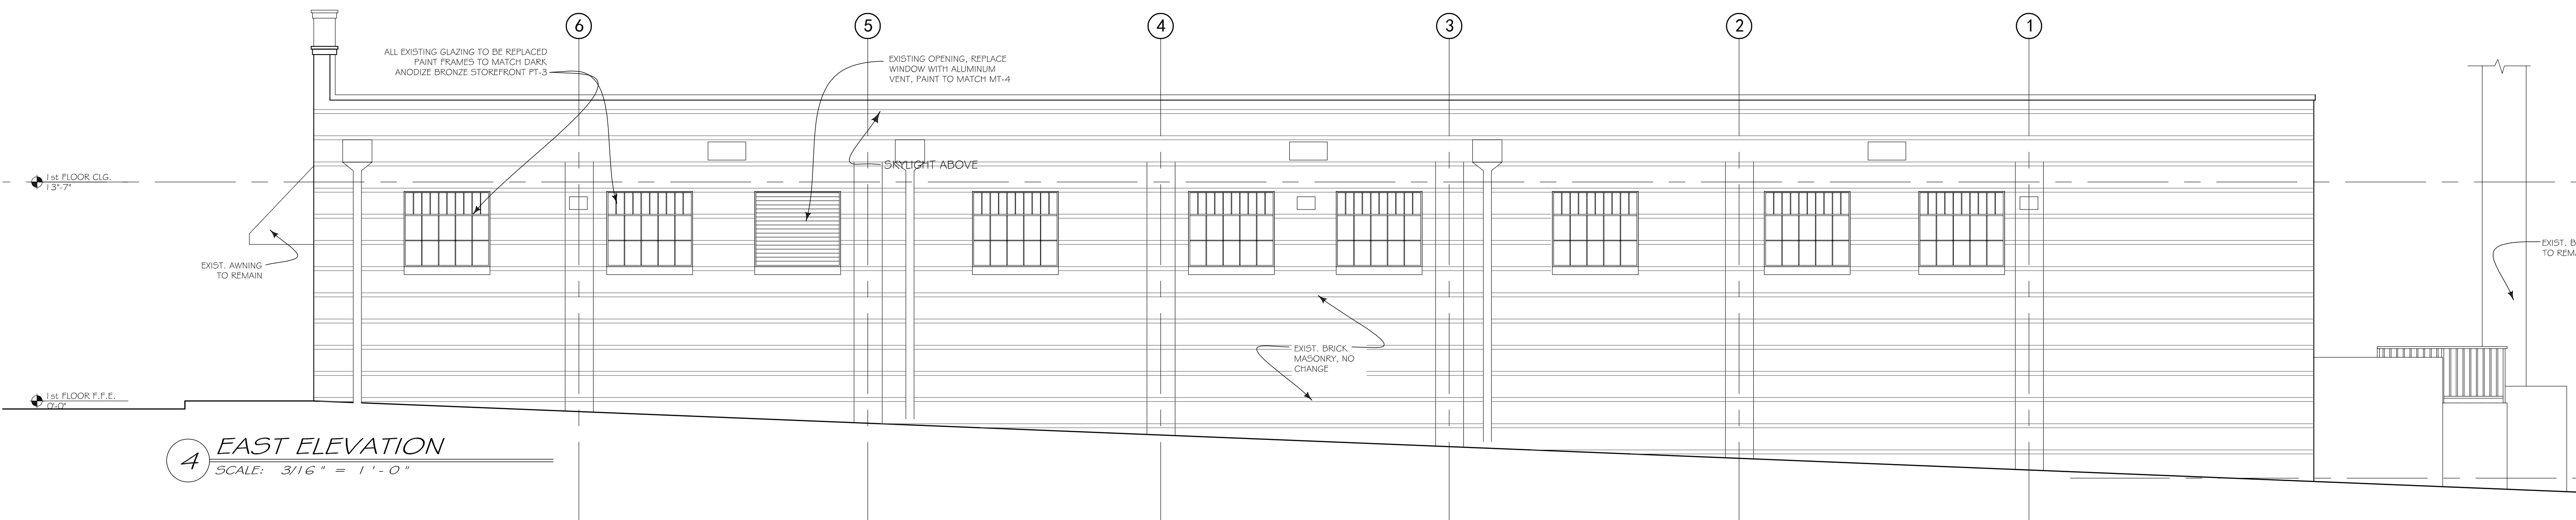 6
5
4
3
2
1
ALL EXISTING GLAZING TO BE REPLACED
PAINT FRAMES TO MATCH DARK
ANODIZE BRONZE STOREFRONT PT-3
EXISTING OPENING, REPLACE
WINDOW WITH ALUMINUM
VENT, PAINT TO MATCH MT-4
SKYLIGHT ABOVE
1st FLOOR CLG.
13'-7"
EXIST. AWNING
TO REMAIN
EXIST. BRICK
MASONRY, NO
CHANGE
EXIST.
TO
1st FLOOR F.F.E.
0'-0"
4
EAST ELEVATION
SCALE: 3/16" = 1'-0"